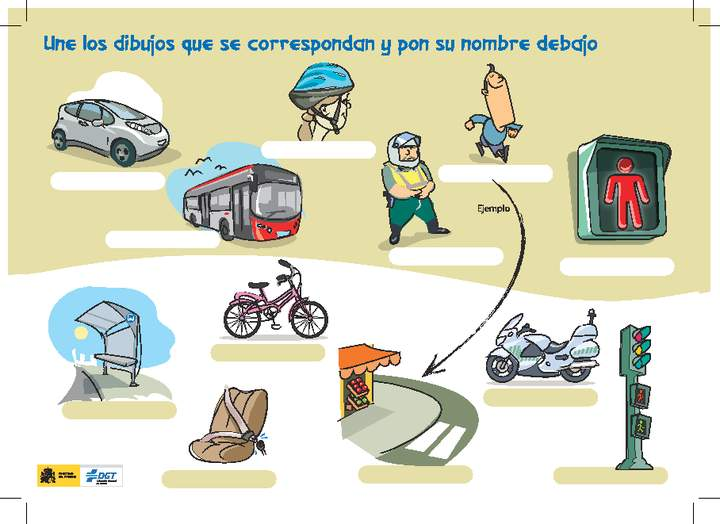 Une los dibujos que se correspondan y pon su nombre debajo
Ejemplo
DGT